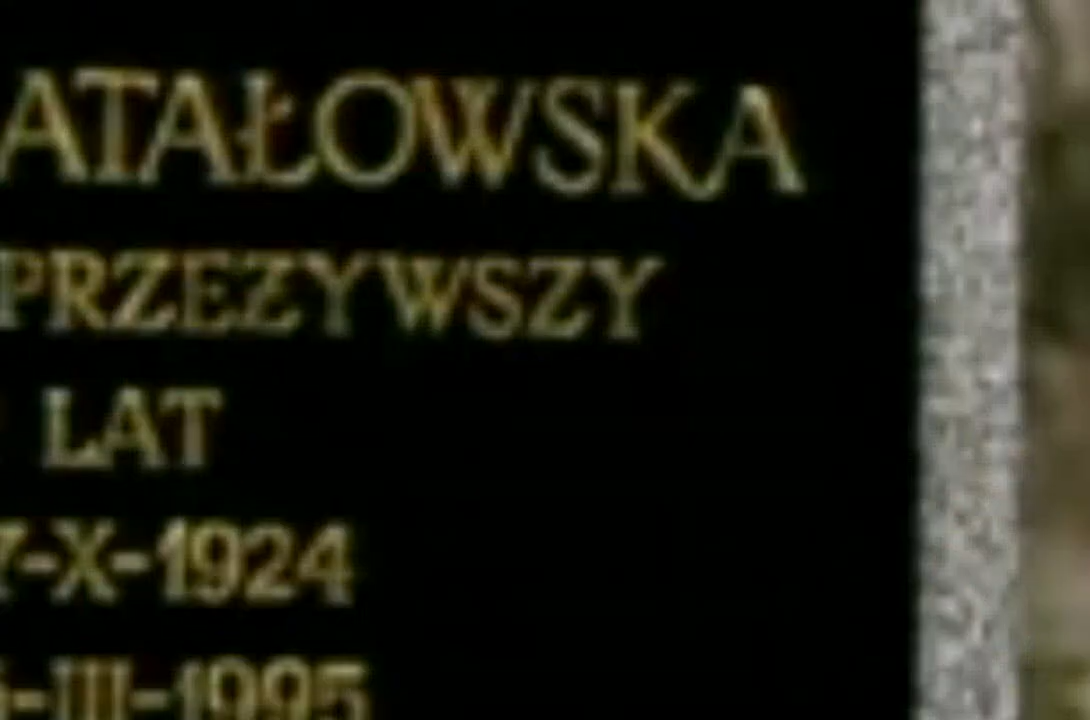 ATAŁOWSKA
PRZEŻYWSZY
LAT
7-X-1924
-III-1995